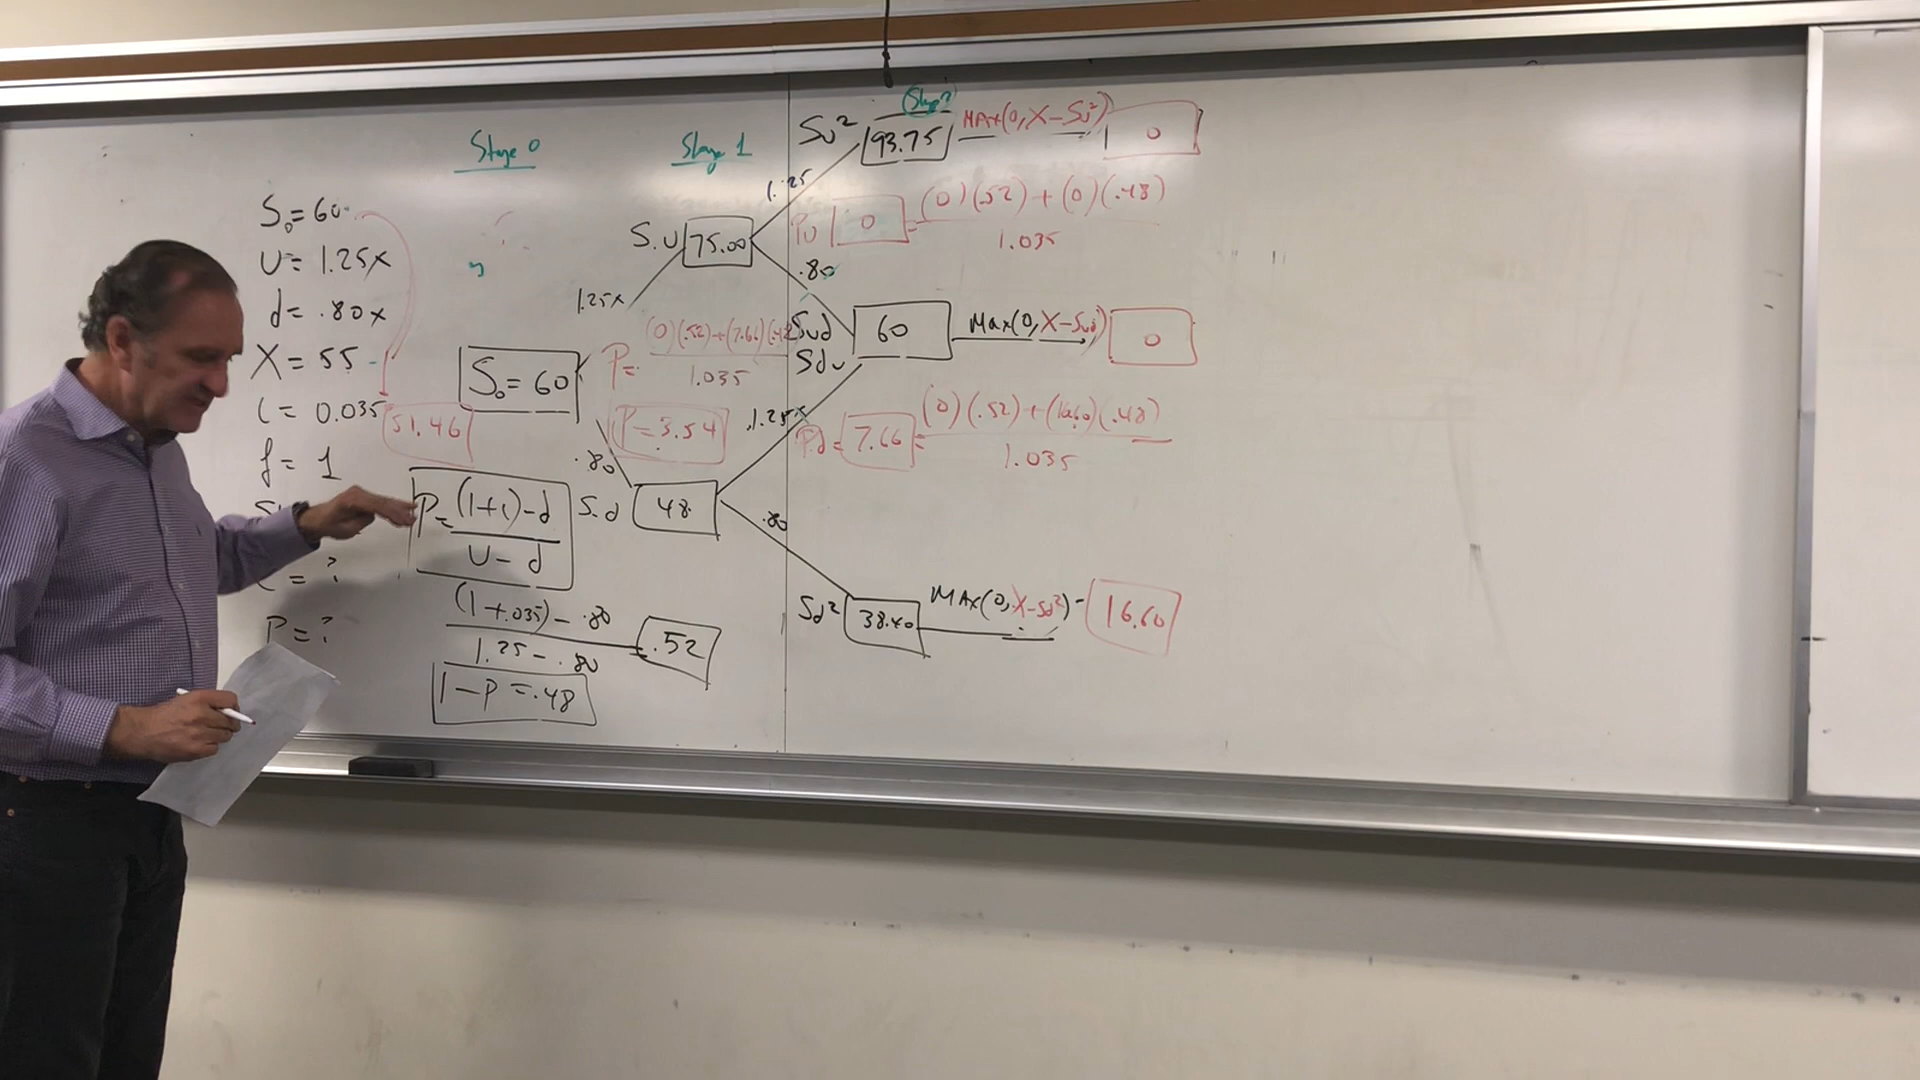 Stage 0
Stage 1
S₀ = 60
U = 1.25x
d = .80x
X = 55
i = 0.035
51.46
f = 1
= ?
P = ?
S₀ = 60
1.25x
.80
P = (0)(.52)+(7.66)(.48
1.035
P = 3.54
P = (1+i) - d
U - d
(1 + .035) - .80
1.25 - .80
= .52
1 - P = .48
S.U 75.00
1.25
.80
S.d 48
1.25x
.80
Su² 93.75 MAX(0, X - Su²) 0
Pu 0 = (0)(.52) + (0)(.48)
1.035
Sud
Sdu
60 MAX(0, X - Sud) 0
Pd = 7.66 = (0)(.52) + (16.60)(.48)
1.035
Sd² 38.40 MAX(0, X - Sd²) - 16.60